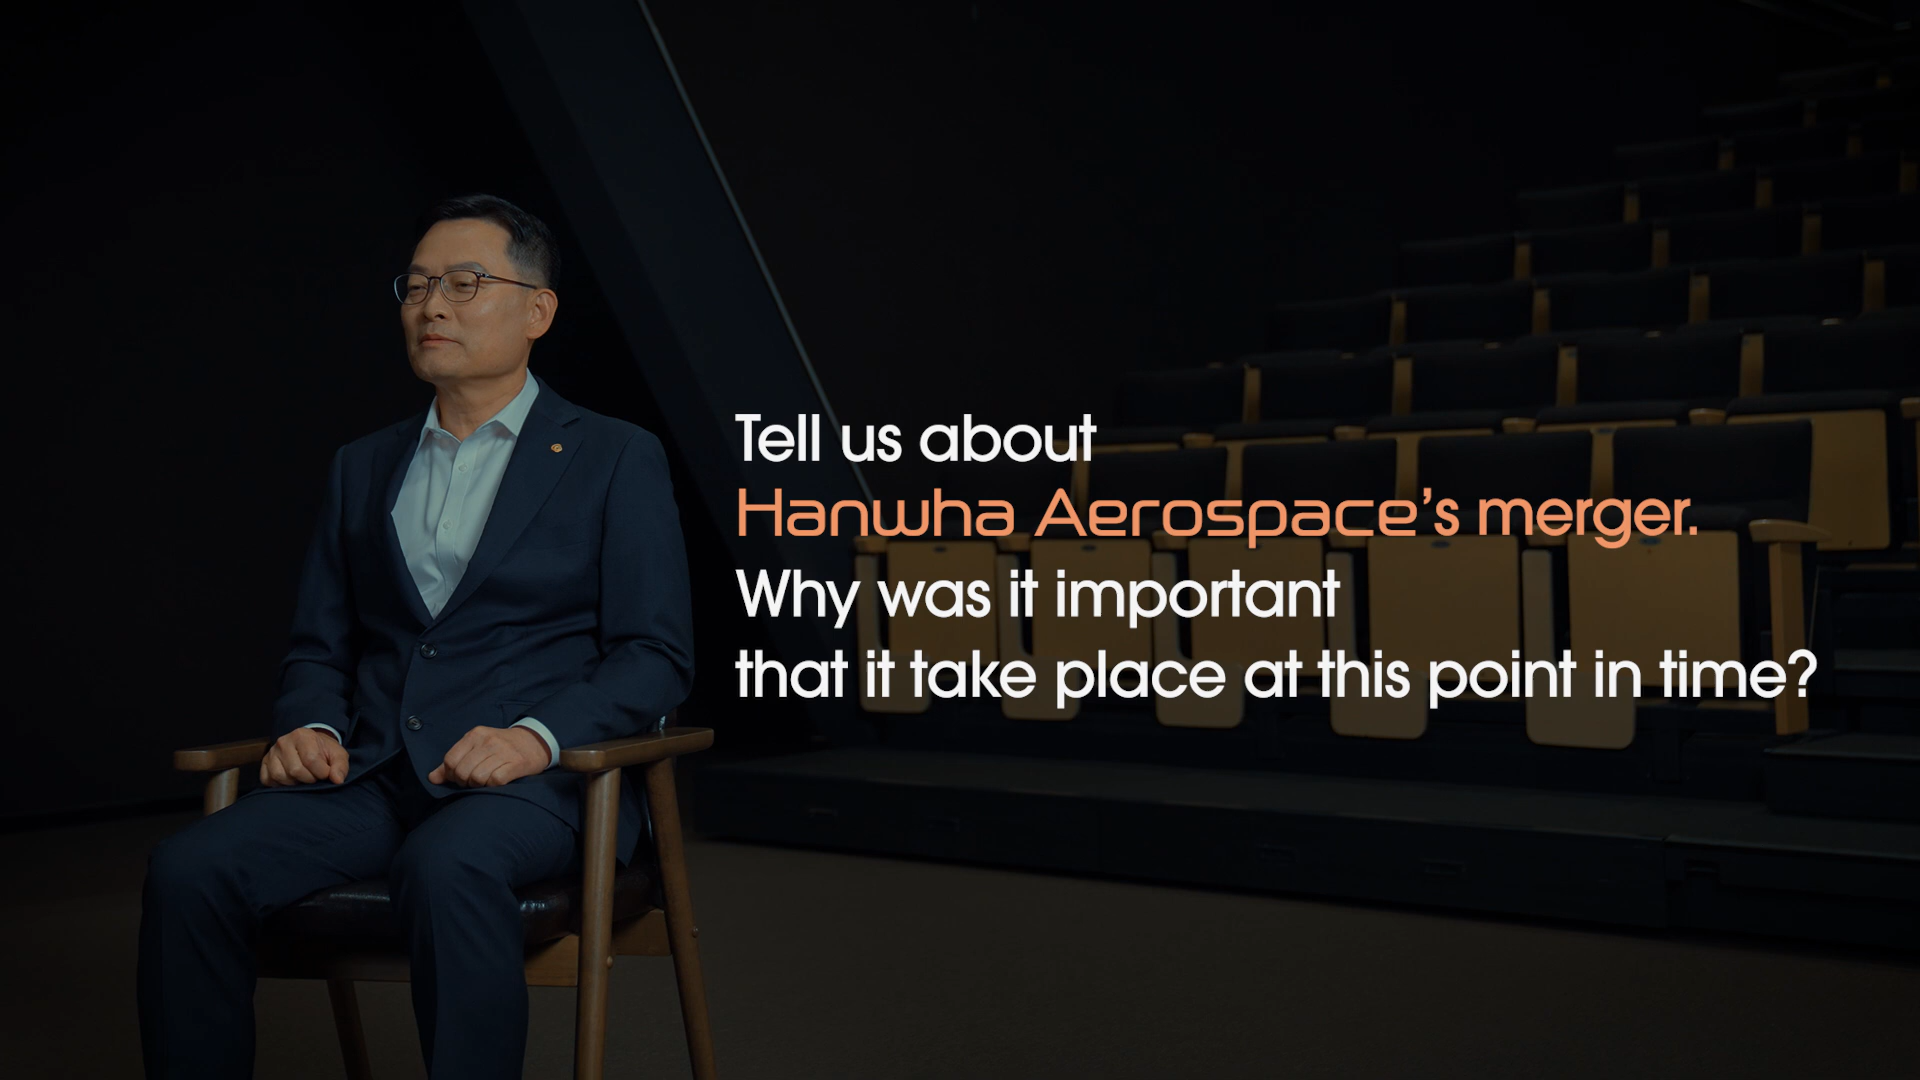 Tell us about
Hanwha Aerospace’s merger.
Why was it important
that it take place at this point in time?